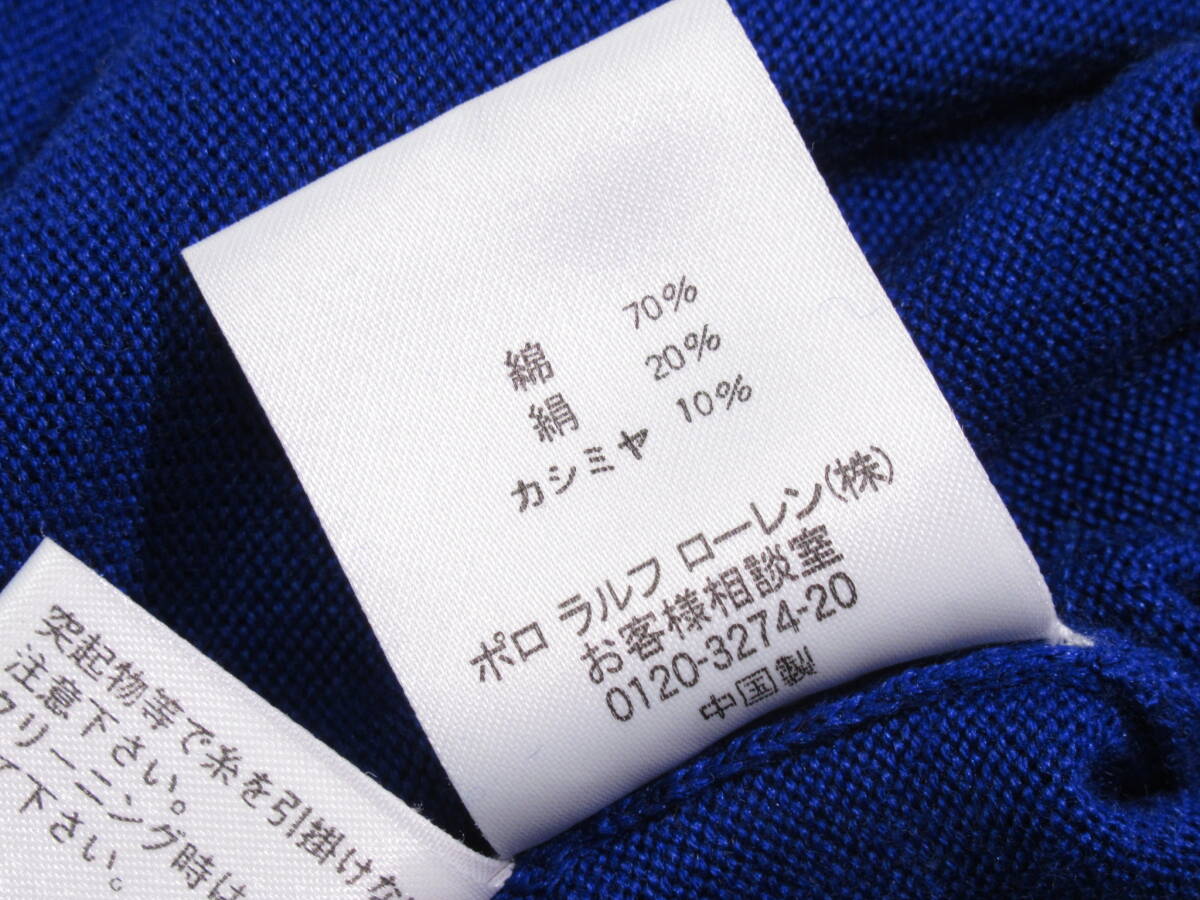 綿 70%
絹 20%
カシミヤ 10%
ポロ ラルフ ローレン(株)
お客様相談室
0120-3274-20
中国製
突起物等で糸を引掛けな
注意下さい。
クリーニング時は
て下さい。